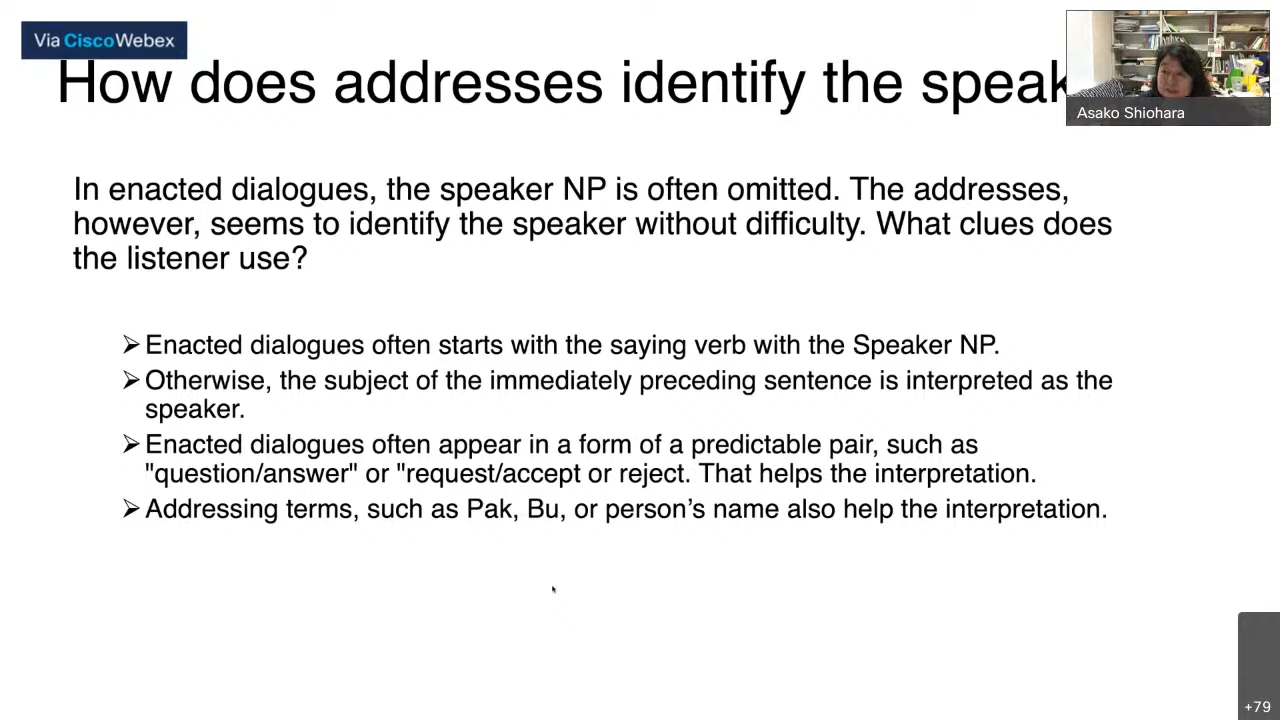 Via CiscoWebex
How does addresses identify the speak
Asako Shiohara
In enacted dialogues, the speaker NP is often omitted. The addresses,
however, seems to identify the speaker without difficulty. What clues does
the listener use?
➢Enacted dialogues often starts with the saying verb with the Speaker NP.
➢Otherwise, the subject of the immediately preceding sentence is interpreted as the
speaker.
➢Enacted dialogues often appear in a form of a predictable pair, such as
"question/answer" or "request/accept or reject. That helps the interpretation.
➢Addressing terms, such as Pak, Bu, or person’s name also help the interpretation.
+79